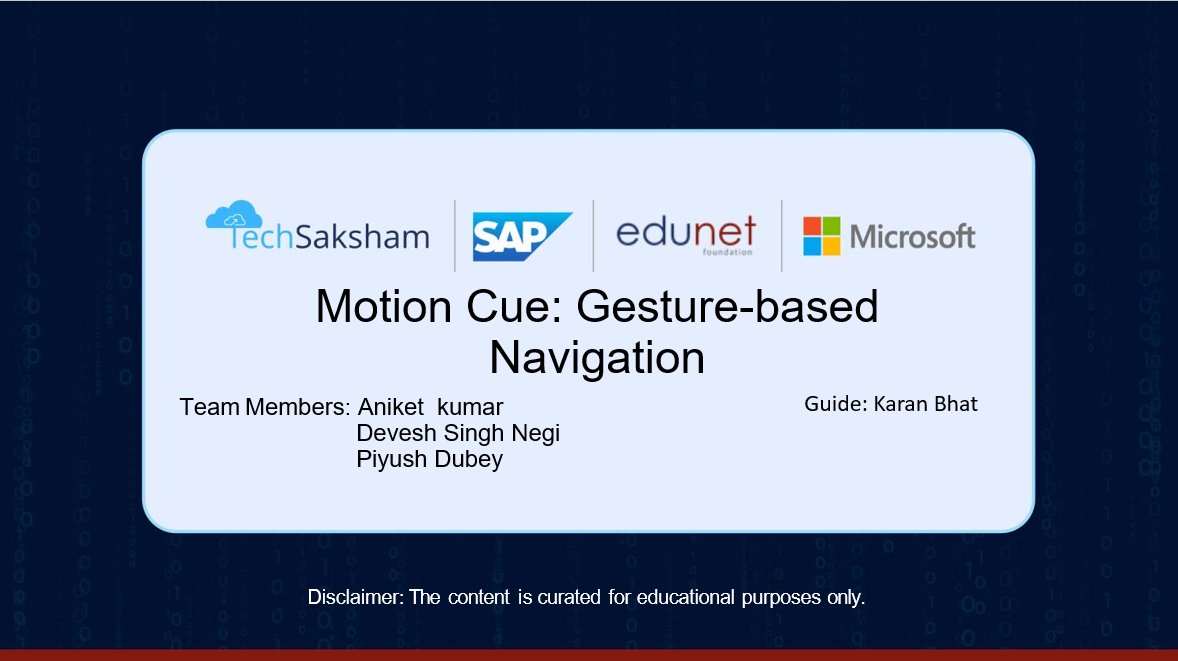 TechSaksham SAP edunet foundation Microsoft
Motion Cue: Gesture-based
Navigation
Team Members: Aniket kumar
Devesh Singh Negi
Piyush Dubey
Guide: Karan Bhat
Disclaimer: The content is curated for educational purposes only.